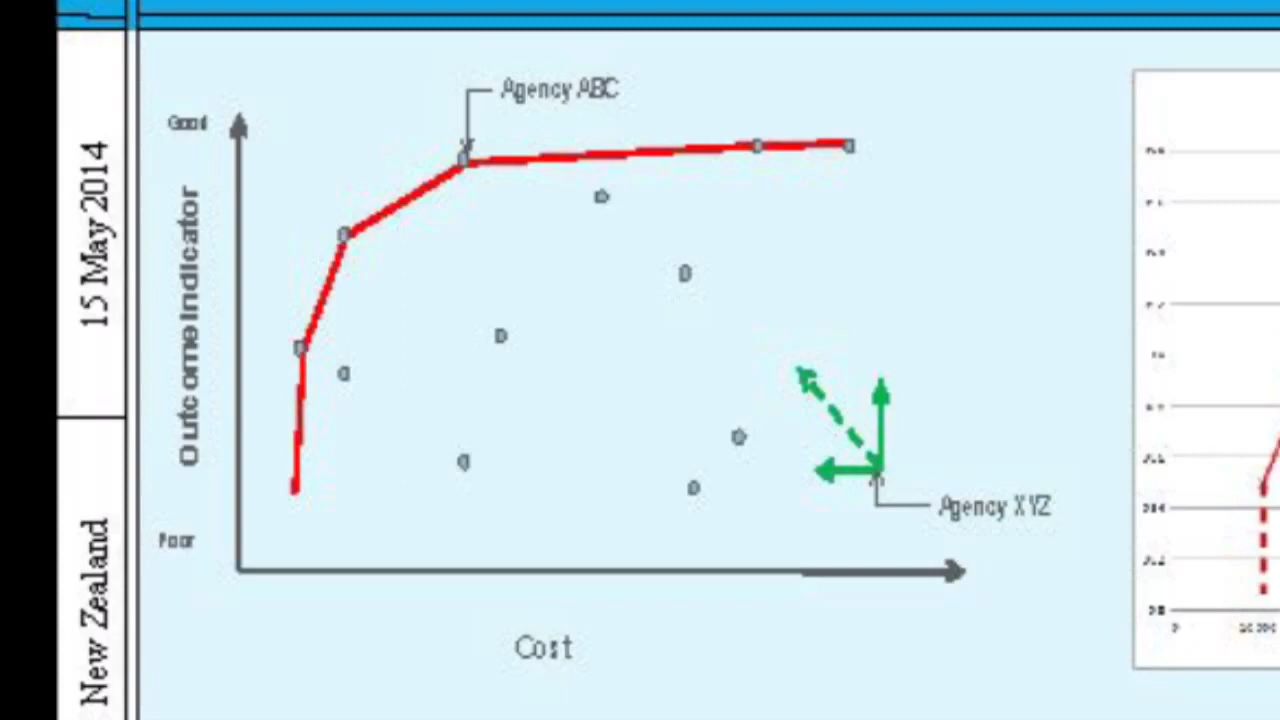 15 May 2014
New Zealand
Agency ABC
Good
Outcome Indicator
Poor
Agency XYZ
Cost